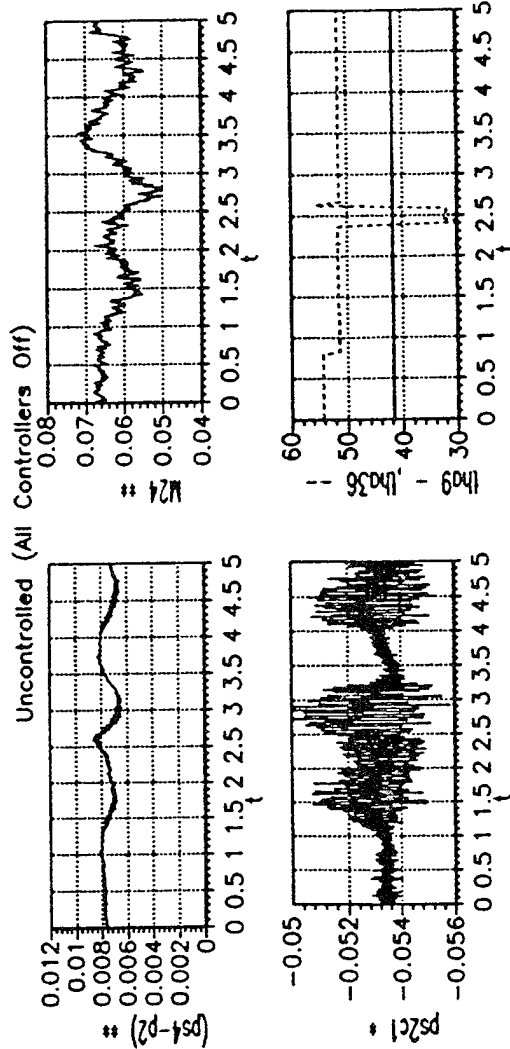 Uncontrolled (All Controllers Off)
(ps4-p2) **
0.012
0.01
0.008
0.006
0.004
0.002
0
0 0.5 1 1.5 2 2.5 3 3.5 4 4.5 5
t
M24 **
0.08
0.07
0.06
0.05
0.04
0 0.5 1 1.5 2 2.5 3 3.5 4 4.5 5
t
ps2c1 *
-0.05
-0.052
-0.054
-0.056
0 0.5 1 1.5 2 2.5 3 3.5 4 4.5 5
t
tha9 - ,tha36 --
60
50
40
30
0 0.5 1 1.5 2 2.5 3 3.5 4 4.5 5
t